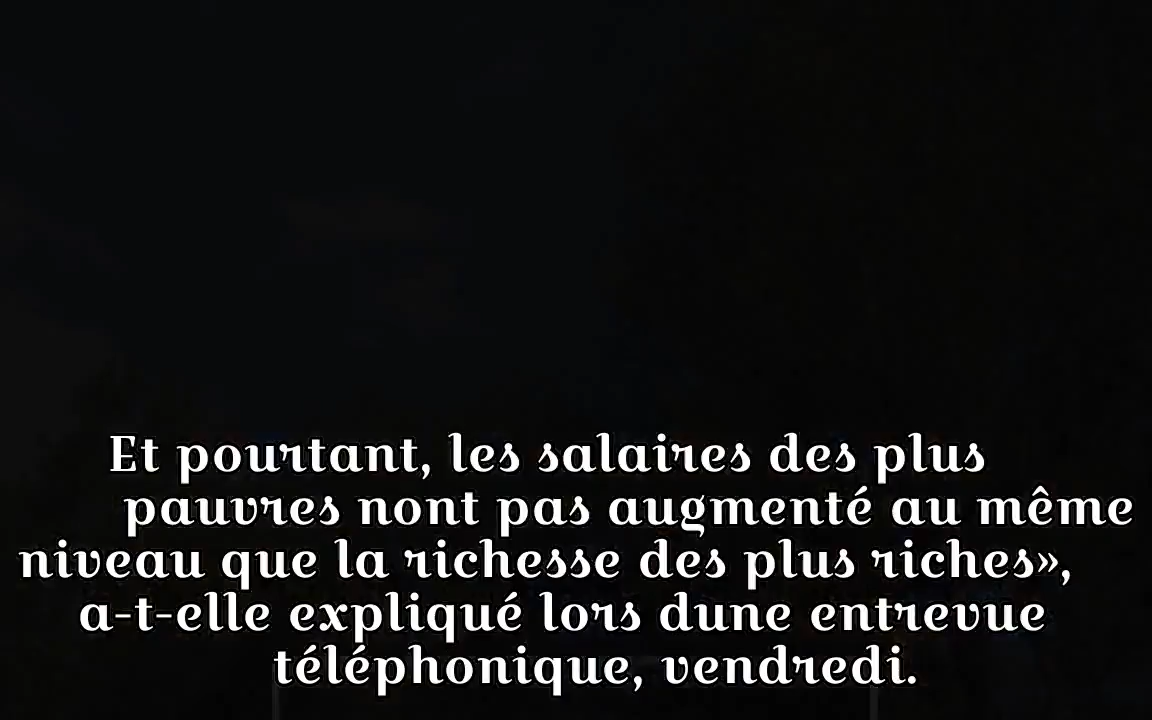 Et pourtant, les salaires des plus
pauvres nont pas augmenté au même
niveau que la richesse des plus riches»,
a-t-elle expliqué lors dune entrevue
téléphonique, vendredi.